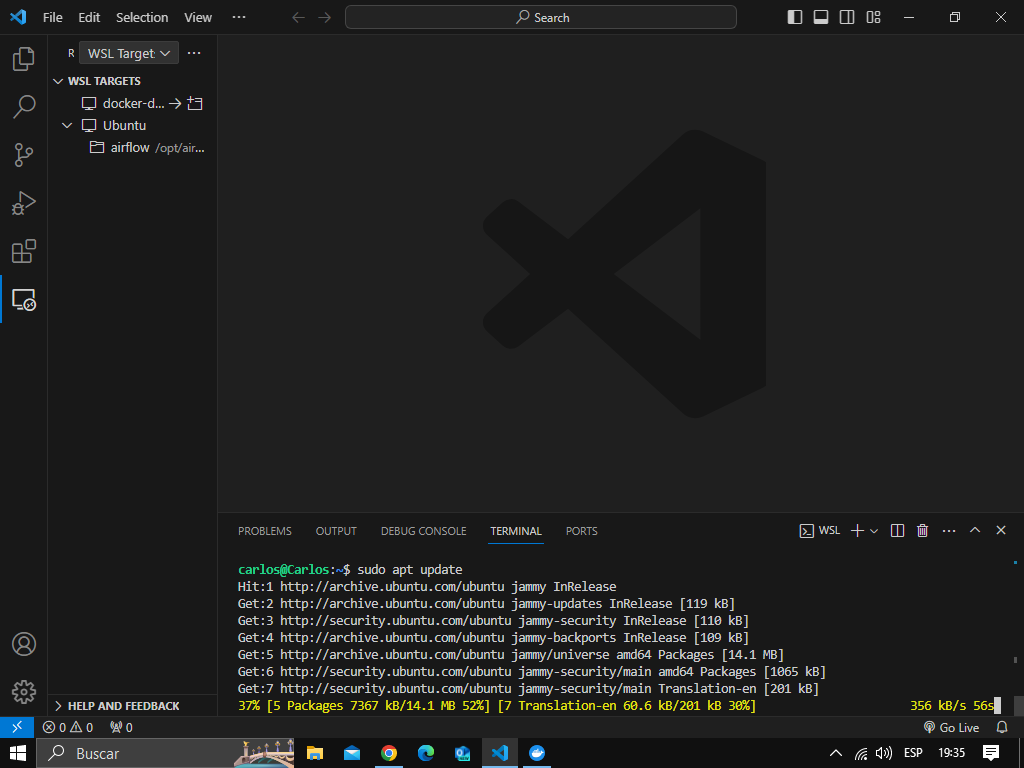 File Edit Selection View ··· Search
R WSL Target: ···
WSL TARGETS
docker-d...
Ubuntu
airflow /opt/air...
PROBLEMS OUTPUT DEBUG CONSOLE TERMINAL PORTS WSL
carlos@Carlos:~$ sudo apt update
Hit:1 http://archive.ubuntu.com/ubuntu jammy InRelease
Get:2 http://archive.ubuntu.com/ubuntu jammy-updates InRelease [119 kB]
Get:3 http://security.ubuntu.com/ubuntu jammy-security InRelease [110 kB]
Get:4 http://archive.ubuntu.com/ubuntu jammy-backports InRelease [109 kB]
Get:5 http://archive.ubuntu.com/ubuntu jammy/universe amd64 Packages [14.1 MB]
Get:6 http://security.ubuntu.com/ubuntu jammy-security/main amd64 Packages [1065 kB]
Get:7 http://security.ubuntu.com/ubuntu jammy-security/main Translation-en [201 kB]
37% [5 Packages 7367 kB/14.1 MB 52%] [7 Translation-en 60.6 kB/201 kB 30%] 356 kB/s 56s
HELP AND FEEDBACK
0 0 0 Go Live
Buscar ESP 19:35